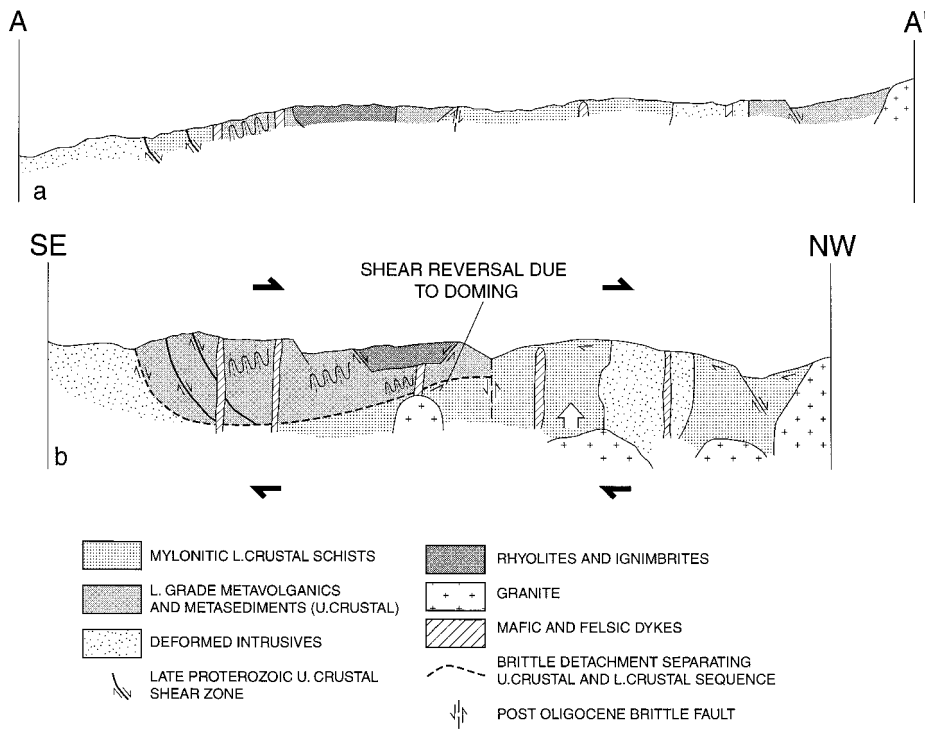 A A'
a
SE NW
SHEAR REVERSAL DUE
TO DOMING
b
MYLONITIC L.CRUSTAL SCHISTS
L. GRADE METAVOLGANICS
AND METASEDIMENTS (U.CRUSTAL)
DEFORMED INTRUSIVES
LATE PROTEROZOIC U. CRUSTAL
SHEAR ZONE
RHYOLITES AND IGNIMBRITES
GRANITE
MAFIC AND FELSIC DYKES
BRITTLE DETACHMENT SEPARATING
U.CRUSTAL AND L.CRUSTAL SEQUENCE
POST OLIGOCENE BRITTLE FAULT